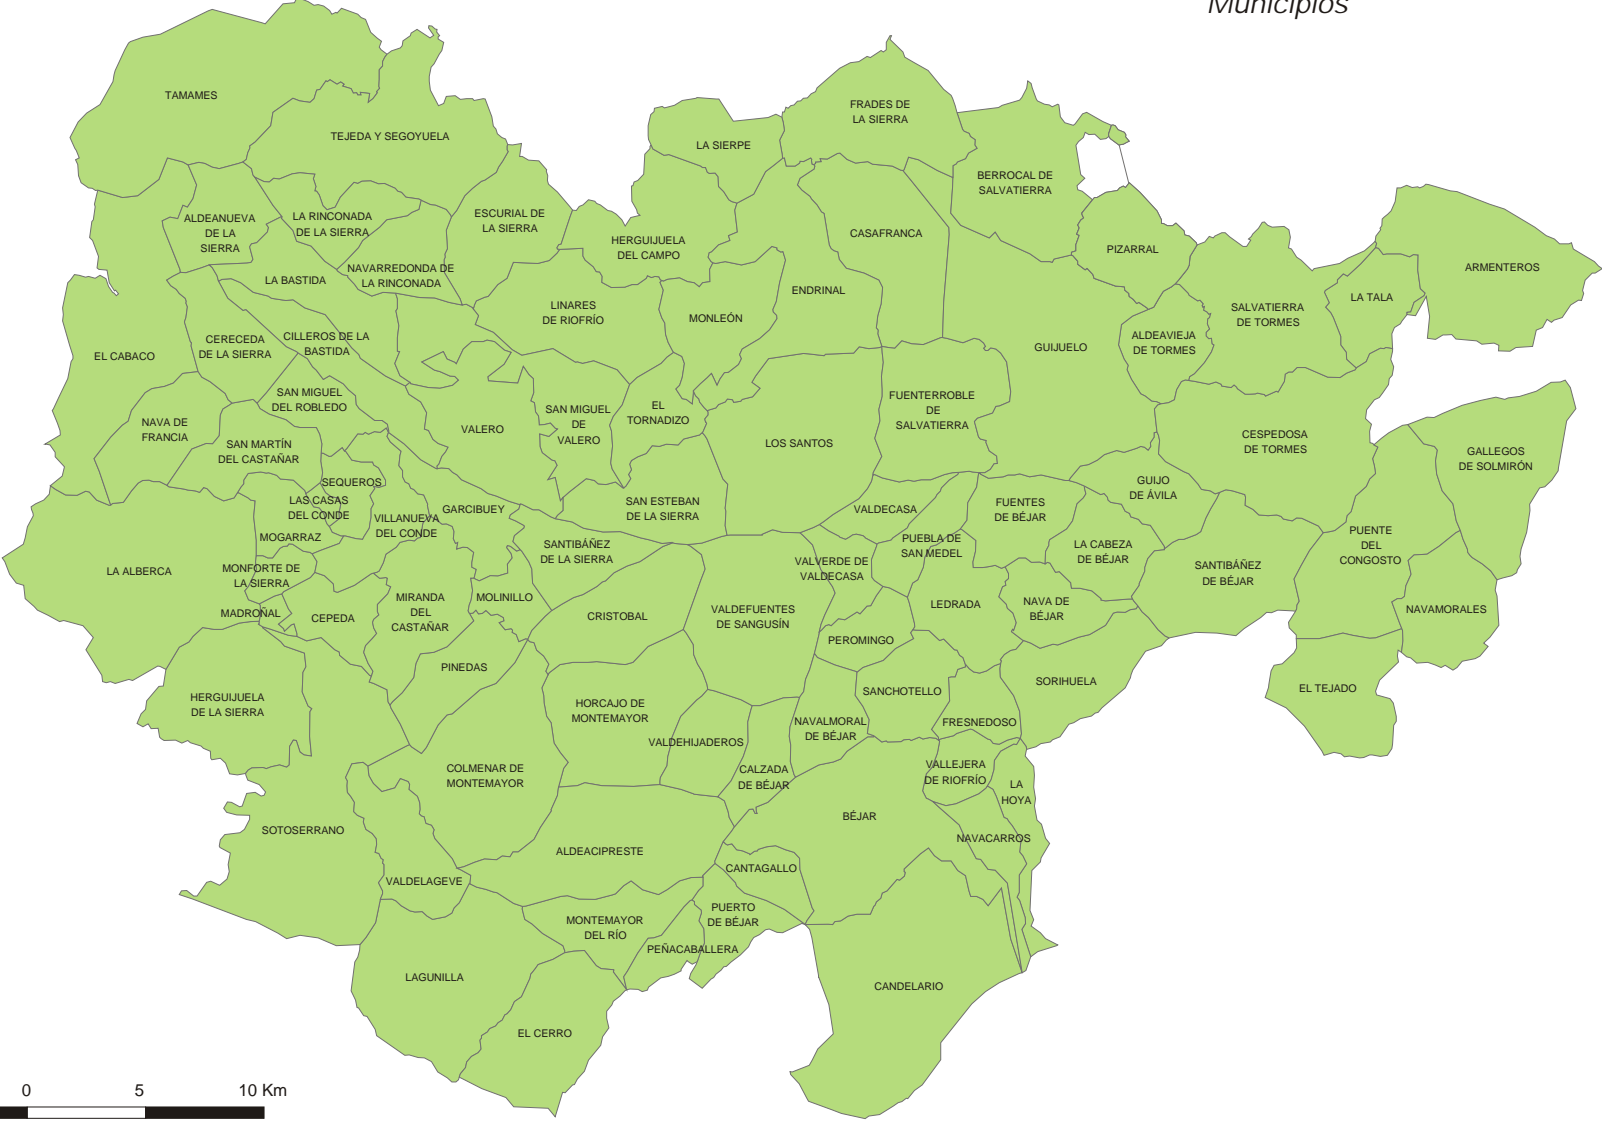 Municipios
TAMAMES
TEJEDA Y SEGOYUELA
FRADES DE
LA SIERRA
LA SIERPE
BERROCAL DE
SALVATIERRA
ALDEANUEVA
DE LA
SIERRA
LA RINCONADA
DE LA SIERRA
ESCURIAL DE
LA SIERRA
HERGUIJUELA
DEL CAMPO
CASAFRANCA
PIZARRAL
ARMENTEROS
LA BASTIDA
NAVARREDONDA DE
LA RINCONADA
ENDRINAL
LA TALA
LINARES
DE RIOFRÍO
MONLEÓN
SALVATIERRA
DE TORMES
EL CABACO
CERECEDA
DE LA SIERRA
CILLEROS DE LA
BASTIDA
GUIJUELO
ALDEAVIEJA
DE TORMES
SAN MIGUEL
DEL ROBLEDO
FUENTERROBLE
DE
SALVATIERRA
NAVA DE
FRANCIA
VALERO
SAN MIGUEL
DE
VALERO
EL
TORNADIZO
LOS SANTOS
CESPEDOSA
DE TORMES
GALLEGOS
DE SOLMIRÓN
SAN MARTÍN
DEL CASTAÑAR
SEQUEROS
GUIJO
DE ÁVILA
LAS CASAS
DEL CONDE
GARCIBUEY
SAN ESTEBAN
DE LA SIERRA
VALDECASA
FUENTES
DE BÉJAR
VILLANUEVA
DEL CONDE
MOGARRAZ
SANTIBÁÑEZ
DE LA SIERRA
PUEBLA DE
SAN MEDEL
LA CABEZA
DE BÉJAR
PUENTE
DEL
CONGOSTO
LA ALBERCA
MONFORTE DE
LA SIERRA
VALVERDE DE
VALDECASA
SANTIBÁÑEZ
DE BÉJAR
MADROÑAL
CEPEDA
MIRANDA
DEL
CASTAÑAR
MOLINILLO
CRISTOBAL
VALDEFUENTES
DE SANGUSÍN
LEDRADA
NAVA DE
BÉJAR
NAVAMORALES
PEROMINGO
PINEDAS
HERGUIJUELA
DE LA SIERRA
HORCAJO DE
MONTEMAYOR
SANCHOTELLO
SORIHUELA
EL TEJADO
VALDEHIJADEROS
NAVALMORAL
DE BÉJAR
FRESNEDOSO
COLMENAR DE
MONTEMAYOR
CALZADA
DE BÉJAR
VALLEJERA
DE RIOFRÍO
LA
HOYA
SOTOSERRANO
BÉJAR
NAVACARROS
ALDEACIPRESTE
VALDELAGEVE
CANTAGALLO
MONTEMAYOR
DEL RÍO
PUERTO
DE BÉJAR
PEÑACABALLERA
LAGUNILLA
CANDELARIO
EL CERRO
0 5 10 Km